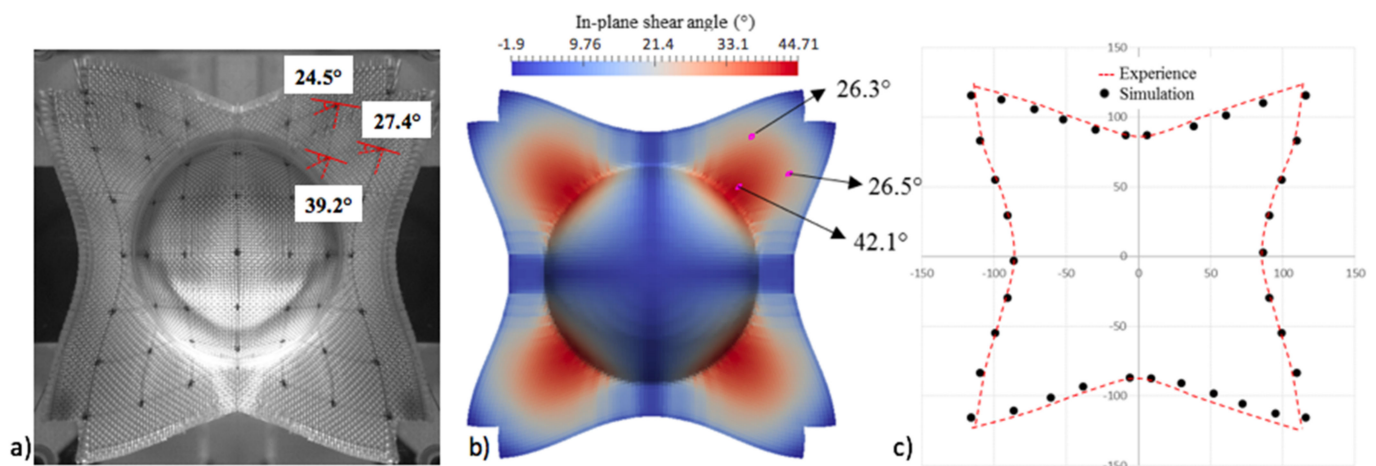 a)
24.5°
27.4°
39.2°
b)
In-plane shear angle (°)
-1.9 9.76 21.4 33.1 44.71
26.3°
26.5°
42.1°
c)
Experience
Simulation
150
100
50
0
-50
-100
-150
-150 -100 -50 0 50 100 150